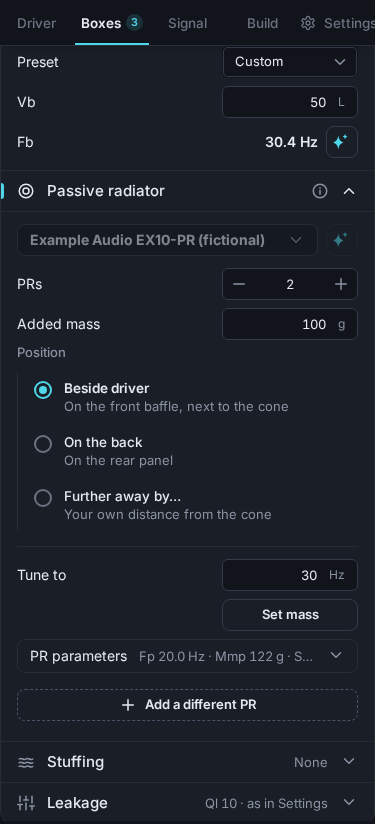 Driver Boxes 3 Signal Build Settings
Preset Custom
Vb 50 L
Fb 30.4 Hz
Passive radiator
Example Audio EX10-PR (fictional)
PRs 2
Added mass 100 g
Position
Beside driver
On the front baffle, next to the cone
On the back
On the rear panel
Further away by...
Your own distance from the cone
Tune to 30 Hz
Set mass
PR parameters Fp 20.0 Hz · Mmp 122 g · S...
Add a different PR
Stuffing None
Leakage Ql 10 · as in Settings